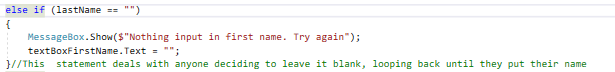 else if (lastName == "")
{
MessageBox.Show($"Nothing input in first name. Try again");
textBoxFirstName.Text = "";
}//This  statement deals with anyone deciding to leave it blank, looping back until they put their name